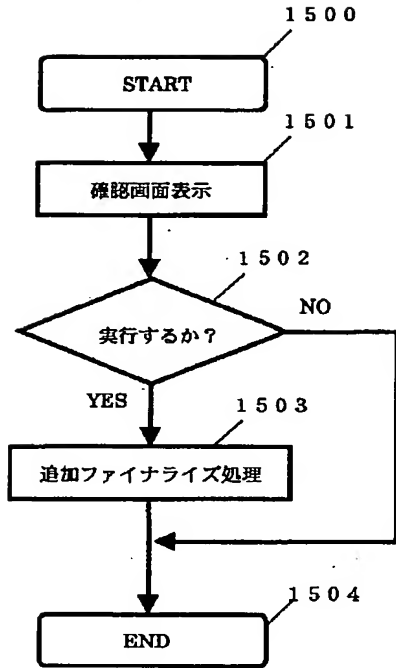 1500
START
1501
確認画面表示
1502
実行するか？
NO
YES
1503
追加ファイナライズ処理
1504
END